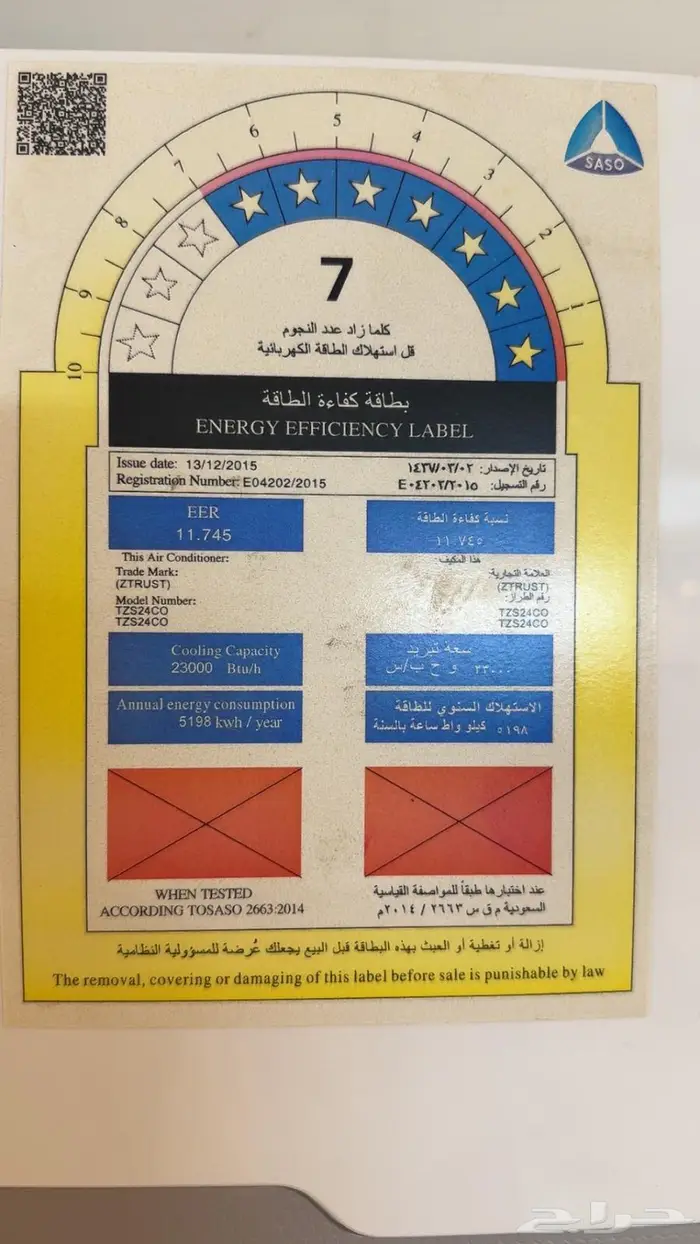 SASO
10 9 8 7 6 5 4 3 2 1
7
كلما زاد عدد النجوم
قل استهلاك الطاقة الكهربائية
بطاقة كفاءة الطاقة
ENERGY EFFICIENCY LABEL
Issue date: 13/12/2015
تاريخ الإصدار: ١٤٣٧/٠٣/٠٢
Registration Number: E04202/2015
رقم التسجيل: E٠٤٢٠٢/٢٠١٥
EER
11.745
نسبة كفاءة الطاقة
١١.٧٤٥
This Air Conditioner:
هذا المكيف:
Trade Mark:
(ZTRUST)
العلامة التجارية:
(ZTRUST)
Model Number:
TZS24CO
TZS24CO
رقم الطراز:
TZS24CO
TZS24CO
Cooling Capacity
23000 Btu/h
سعة تبريد
٢٣٠٠٠ و ح ب/س
Annual energy consumption
5198 kwh / year
الاستهلاك السنوي للطاقة
٥١٩٨ كيلو واط ساعة بالسنة
WHEN TESTED
ACCORDING TOSASO 2663:2014
عند اختبارها طبقاً للمواصفة القياسية
السعودية م ق س ٢٦٦٣ / ٢٠١٤م
إزالة أو تغطية أو العبث بهذه البطاقة قبل البيع يجعلك عُرضة للمسؤولية النظامية
The removal, covering or damaging of this label before sale is punishable by law
حراج